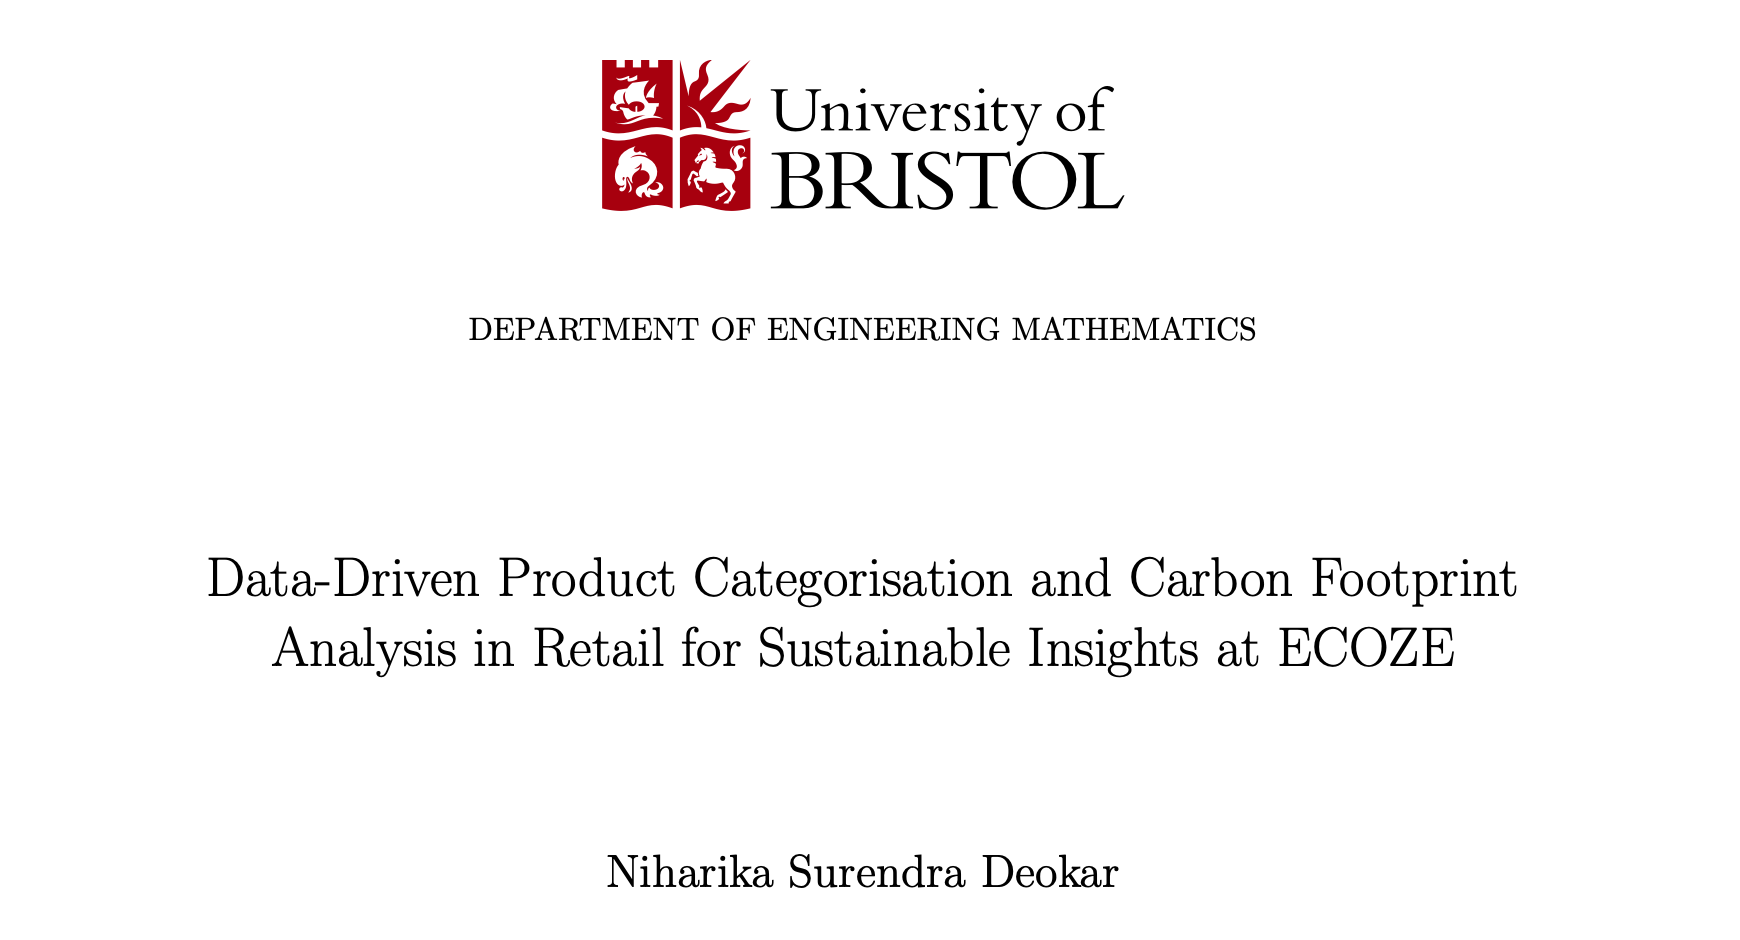 University of
BRISTOL
DEPARTMENT OF ENGINEERING MATHEMATICS
Data-Driven Product Categorisation and Carbon Footprint
Analysis in Retail for Sustainable Insights at ECOZE
Niharika Surendra Deokar